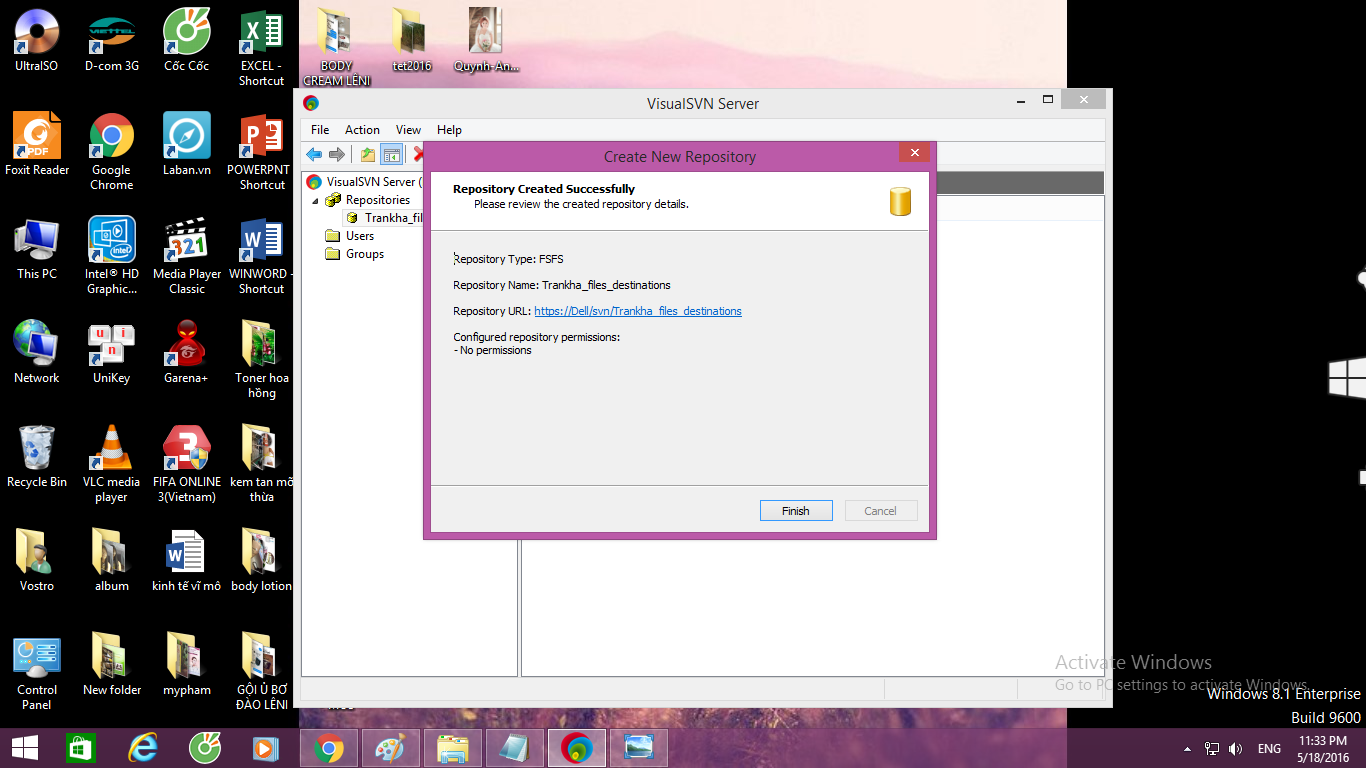 UltraISO
D-com 3G
Cốc Cốc
EXCEL -
Shortcut
BODY
CREAM LÊNI
tet2016
Quynh-An...
Foxit Reader
Google
Chrome
Laban.vn
POWERPNT
Shortcut
This PC
Intel® HD
Graphic...
Media Player
Classic
WINWORD -
Shortcut
Network
UniKey
Garena+
Toner hoa
hồng
Recycle Bin
VLC media
player
FIFA ONLINE
3(Vietnam)
kem tan mỡ
thừa
Vostro
album
kinh tế vĩ mô
body lotion
Control
Panel
New folder
mypham
GỘI Ủ BƠ
ĐÀO LÊNI
VisualSVN Server
File Action View Help
VisualSVN Server (
Repositories
Trankha_fil
Users
Groups
Create New Repository
Repository Created Successfully
Please review the created repository details.
Repository Type: FSFS
Repository Name: Trankha_files_destinations
Repository URL: https://Dell/svn/Trankha_files_destinations
Configured repository permissions:
- No permissions
Finish
Cancel
Activate Windows
Go to PC settings to activate Windows.
Windows 8.1 Enterprise
Build 9600
ENG
11:33 PM
5/18/2016